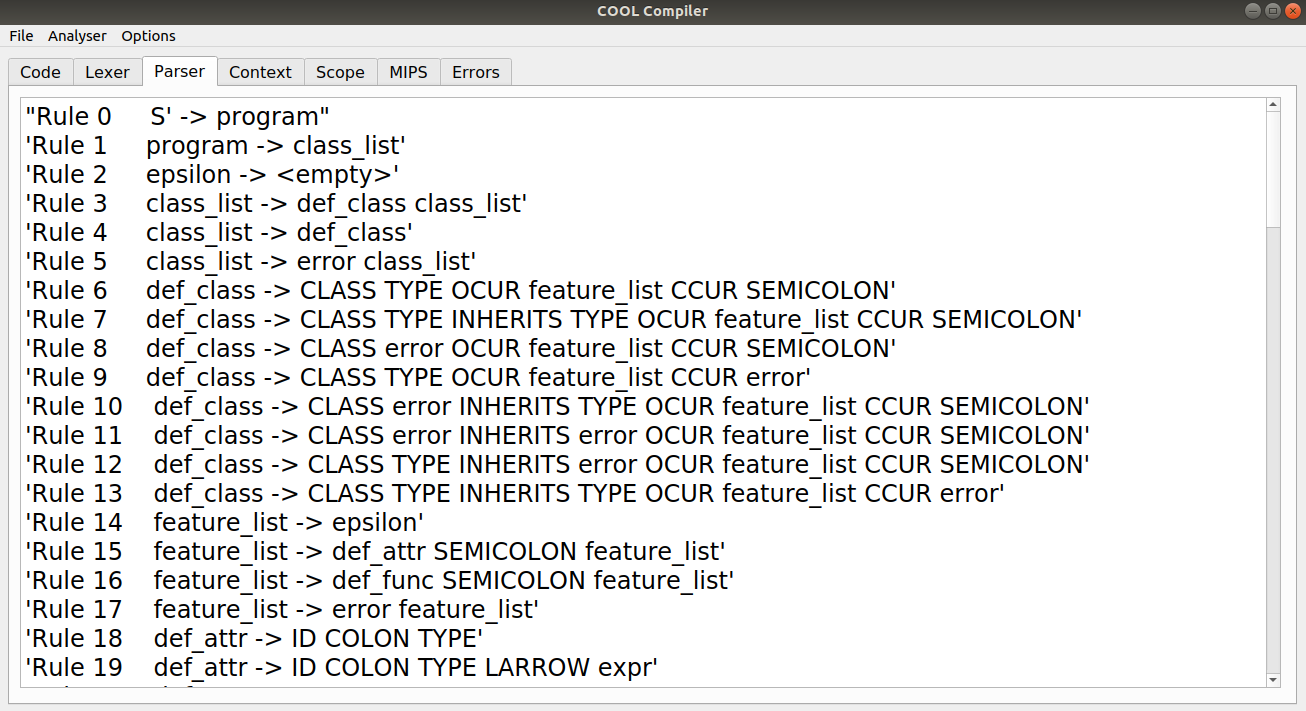 COOL Compiler
File Analyser Options
Code Lexer Parser Context Scope MIPS Errors
"Rule 0 S' -> program"
'Rule 1 program -> class_list'
'Rule 2 epsilon -> <empty>'
'Rule 3 class_list -> def_class class_list'
'Rule 4 class_list -> def_class'
'Rule 5 class_list -> error class_list'
'Rule 6 def_class -> CLASS TYPE OCUR feature_list CCUR SEMICOLON'
'Rule 7 def_class -> CLASS TYPE INHERITS TYPE OCUR feature_list CCUR SEMICOLON'
'Rule 8 def_class -> CLASS error OCUR feature_list CCUR SEMICOLON'
'Rule 9 def_class -> CLASS TYPE OCUR feature_list CCUR error'
'Rule 10 def_class -> CLASS error INHERITS TYPE OCUR feature_list CCUR SEMICOLON'
'Rule 11 def_class -> CLASS error INHERITS error OCUR feature_list CCUR SEMICOLON'
'Rule 12 def_class -> CLASS TYPE INHERITS error OCUR feature_list CCUR SEMICOLON'
'Rule 13 def_class -> CLASS TYPE INHERITS TYPE OCUR feature_list CCUR error'
'Rule 14 feature_list -> epsilon'
'Rule 15 feature_list -> def_attr SEMICOLON feature_list'
'Rule 16 feature_list -> def_func SEMICOLON feature_list'
'Rule 17 feature_list -> error feature_list'
'Rule 18 def_attr -> ID COLON TYPE'
'Rule 19 def_attr -> ID COLON TYPE LARROW expr'